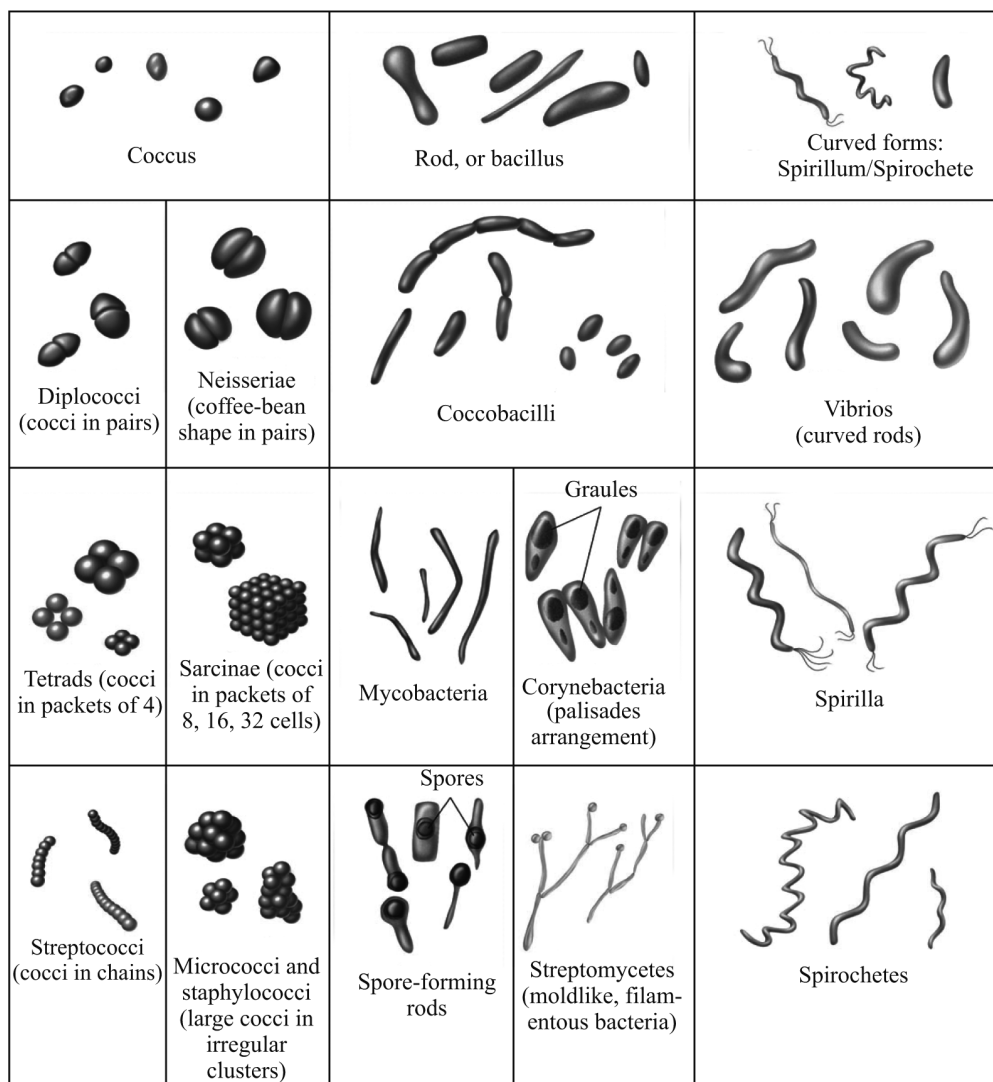 Coccus
Rod, or bacillus
Curved forms:
Spirillum/Spirochete
Diplococci
(cocci in pairs)
Neisseriae
(coffee-bean
shape in pairs)
Coccobacilli
Vibrios
(curved rods)
Tetrads (cocci
in packets of 4)
Sarcinae (cocci
in packets of
8, 16, 32 cells)
Mycobacteria
Graules
Corynebacteria
(palisades
arrangement)
Spirilla
Streptococci
(cocci in chains)
Micrococci and
staphylococci
(large cocci in
irregular
clusters)
Spores
Spore-forming
rods
Streptomycetes
(moldlike, filam-
entous bacteria)
Spirochetes